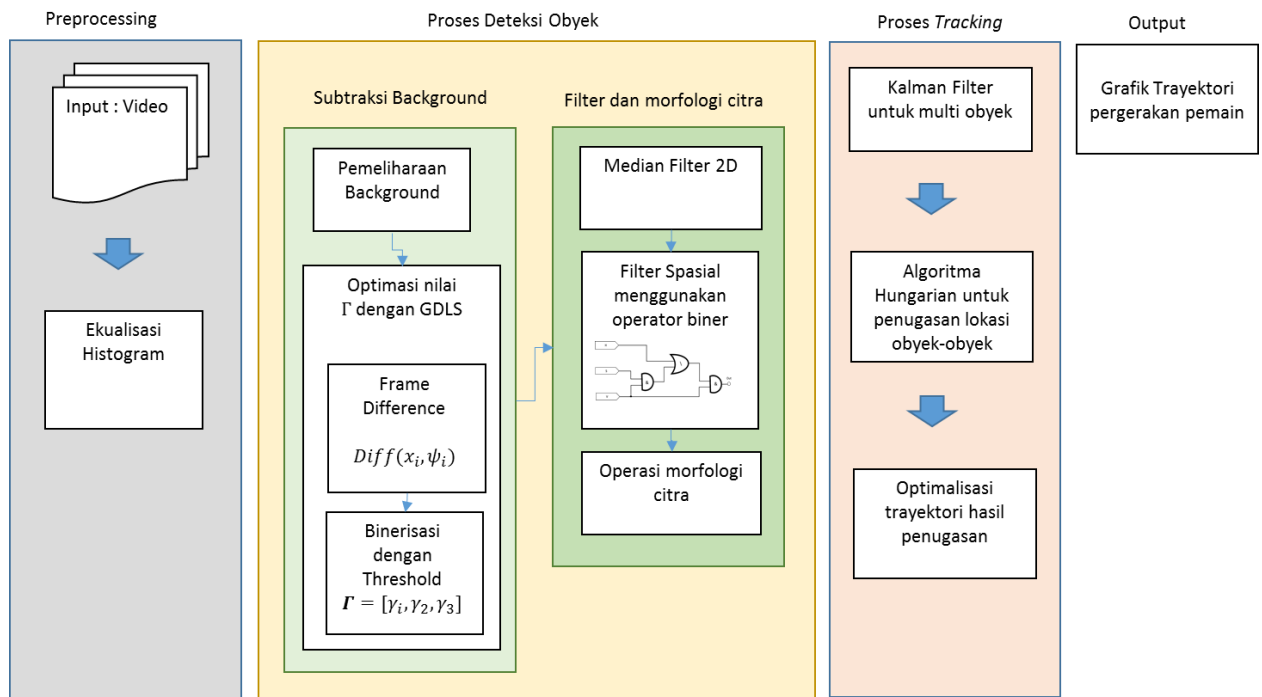 Preprocessing
Input : Video
Ekualisasi
Histogram
Proses Deteksi Obyek
Subtraksi Background
Pemeliharaan
Background
Optimasi nilai
Γ dengan GDLS
Frame
Difference
Diff(xᵢ,ψᵢ)
Binerisasi
dengan
Threshold
Γ = [γᵢ,γ₂,γ₃]
Filter dan morfologi citra
Median Filter 2D
Filter Spasial
menggunakan
operator biner
Operasi morfologi
citra
Proses Tracking
Kalman Filter
untuk multi obyek
Algoritma
Hungarian untuk
penugasan lokasi
obyek-obyek
Optimalisasi
trayektori hasil
penugasan
Output
Grafik Trayektori
pergerakan pemain